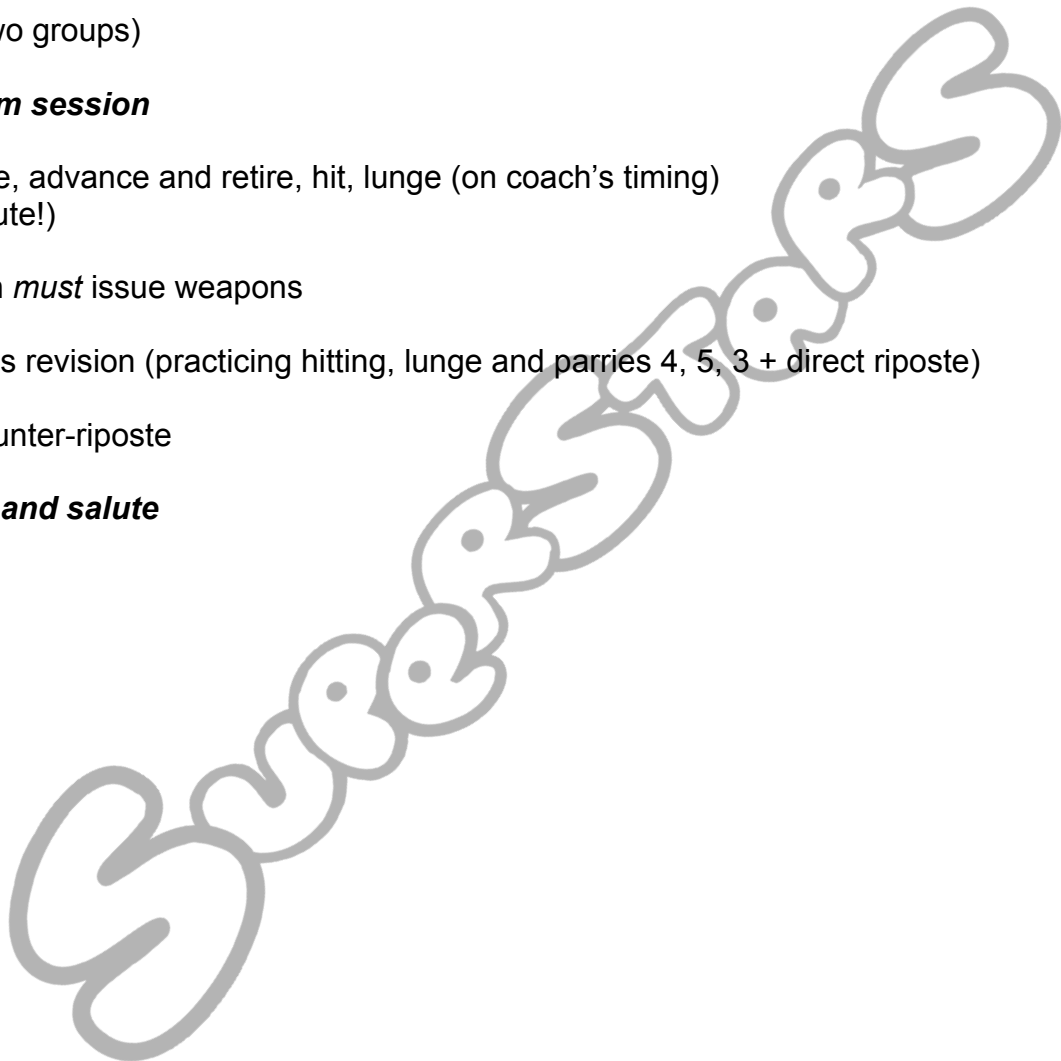 wo groups)
m session
e, advance and retire, hit, lunge (on coach's timing)
ute!)
n must issue weapons
s revision (practicing hitting, lunge and parries 4, 5, 3 + direct riposte)
unter-riposte
and salute
SuPeRSTaRS